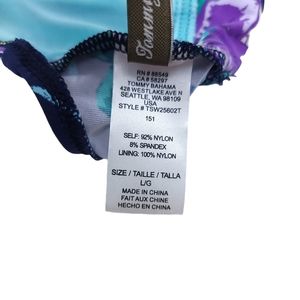 Tommy
RN # 88549
CA # 58297
TOMMY BAHAMA
428 WESTLAKE AVE N
SEATTLE, WA 98109
USA
STYLE # TSW25602T
151
SELF: 92% NYLON
8% SPANDEX
LINING: 100% NYLON
SIZE / TAILLE / TALLA
L/G
MADE IN CHINA
FAIT AUX CHINE
HECHO EN CHINA